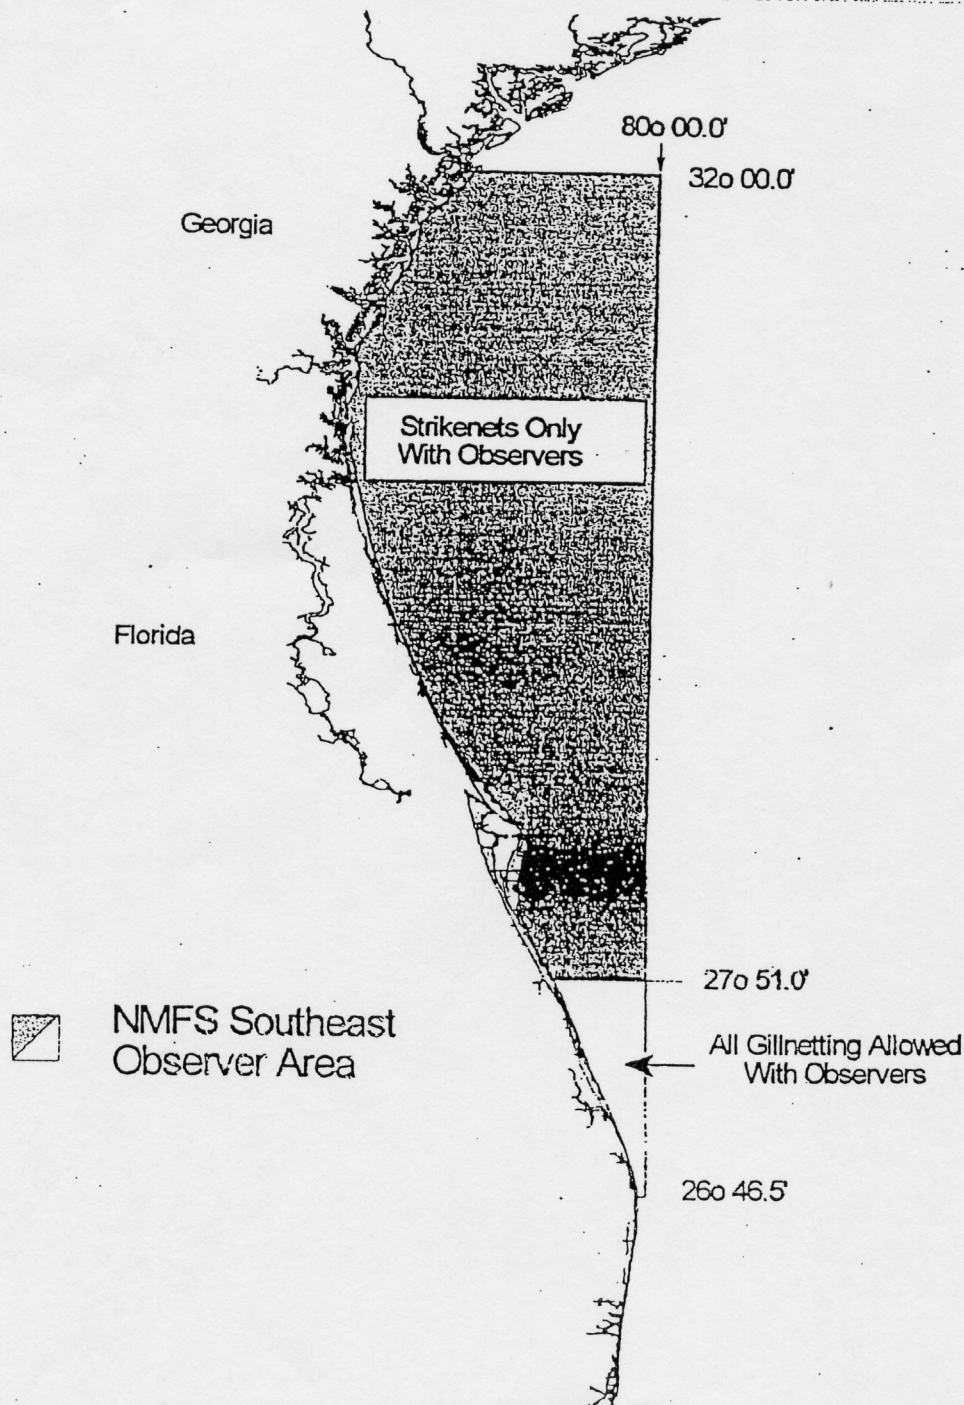 80o 00.0'
32o 00.0'
Georgia
Strikenets Only
With Observers
Florida
27o 51.0'
NMFS Southeast
Observer Area
All Gillnetting Allowed
With Observers
26o 46.5'